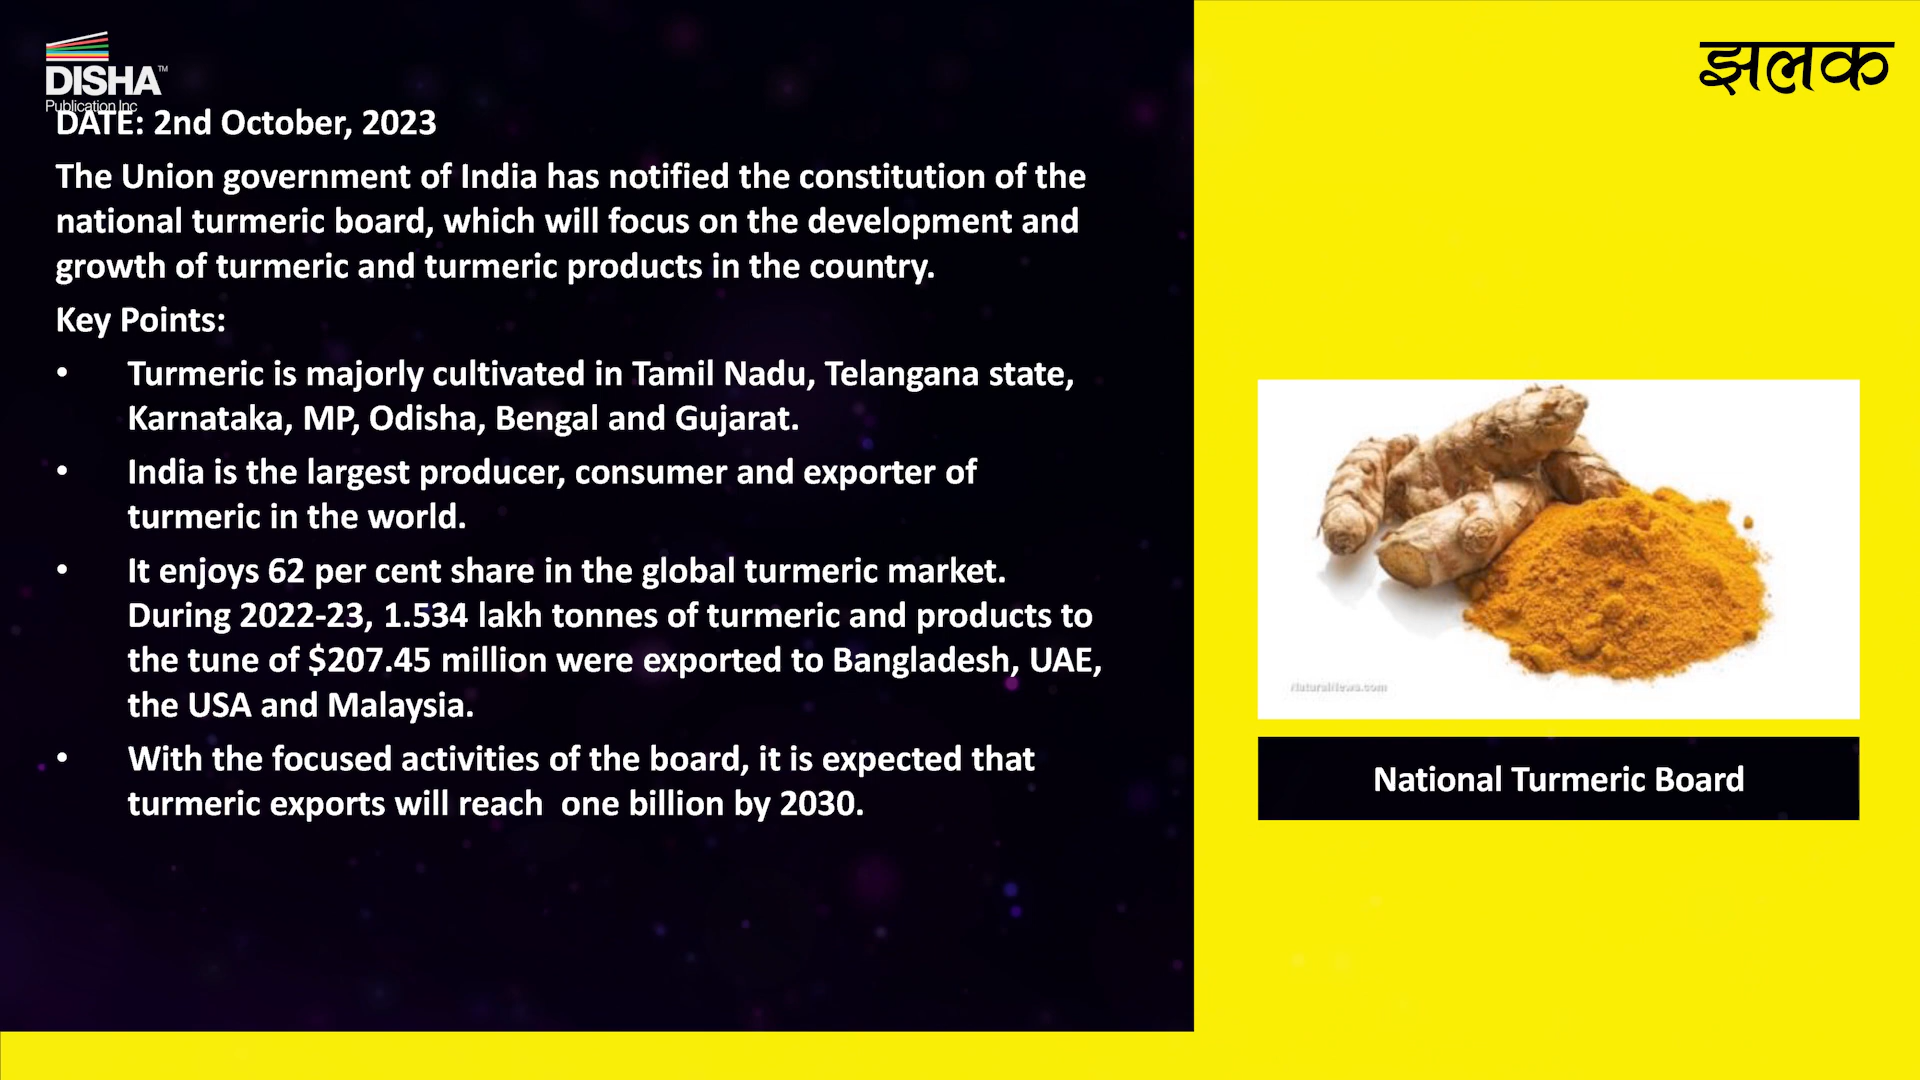 DISHA™
Publication Inc
झलक
DATE: 2nd October, 2023
The Union government of India has notified the constitution of the
national turmeric board, which will focus on the development and
growth of turmeric and turmeric products in the country.
Key Points:
• Turmeric is majorly cultivated in Tamil Nadu, Telangana state,
Karnataka, MP, Odisha, Bengal and Gujarat.
• India is the largest producer, consumer and exporter of
turmeric in the world.
• It enjoys 62 per cent share in the global turmeric market.
During 2022-23, 1.534 lakh tonnes of turmeric and products to
the tune of $207.45 million were exported to Bangladesh, UAE,
the USA and Malaysia.
• With the focused activities of the board, it is expected that
turmeric exports will reach  one billion by 2030.
NaturalNews.com
National Turmeric Board